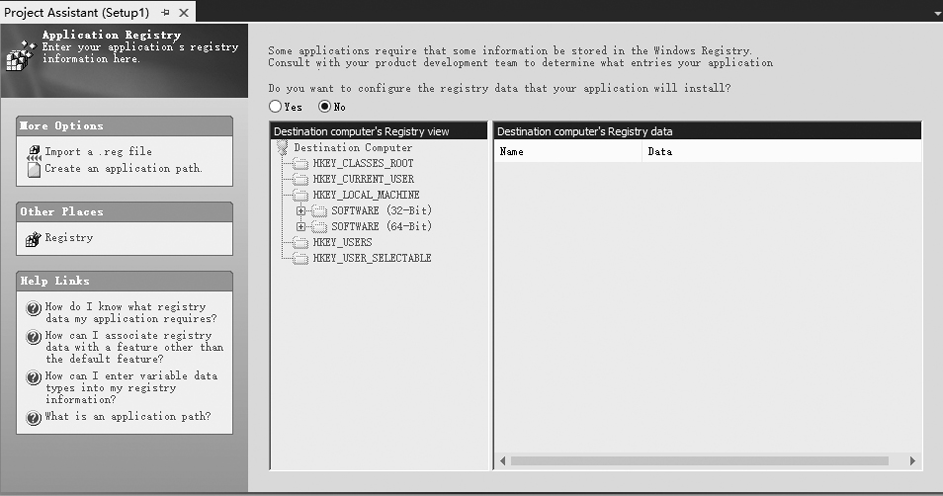 Project Assistant (Setup1)
Application Registry
Enter your application's registry
information here.
More Options
Import a .reg file
Create an application path.
Other Places
Registry
Help Links
How do I know what registry
data my application requires?
How can I associate registry
data with a feature other than
the default feature?
How can I enter variable data
types into my registry
information?
What is an application path?
Some applications require that some information be stored in the Windows Registry.
Consult with your product development team to determine what entries your application
Do you want to configure the registry data that your application will install?
Yes No
Destination computer's Registry view
Destination Computer
HKEY_CLASSES_ROOT
HKEY_CURRENT_USER
HKEY_LOCAL_MACHINE
SOFTWARE (32-Bit)
SOFTWARE (64-Bit)
HKEY_USERS
HKEY_USER_SELECTABLE
Destination computer's Registry data
Name Data